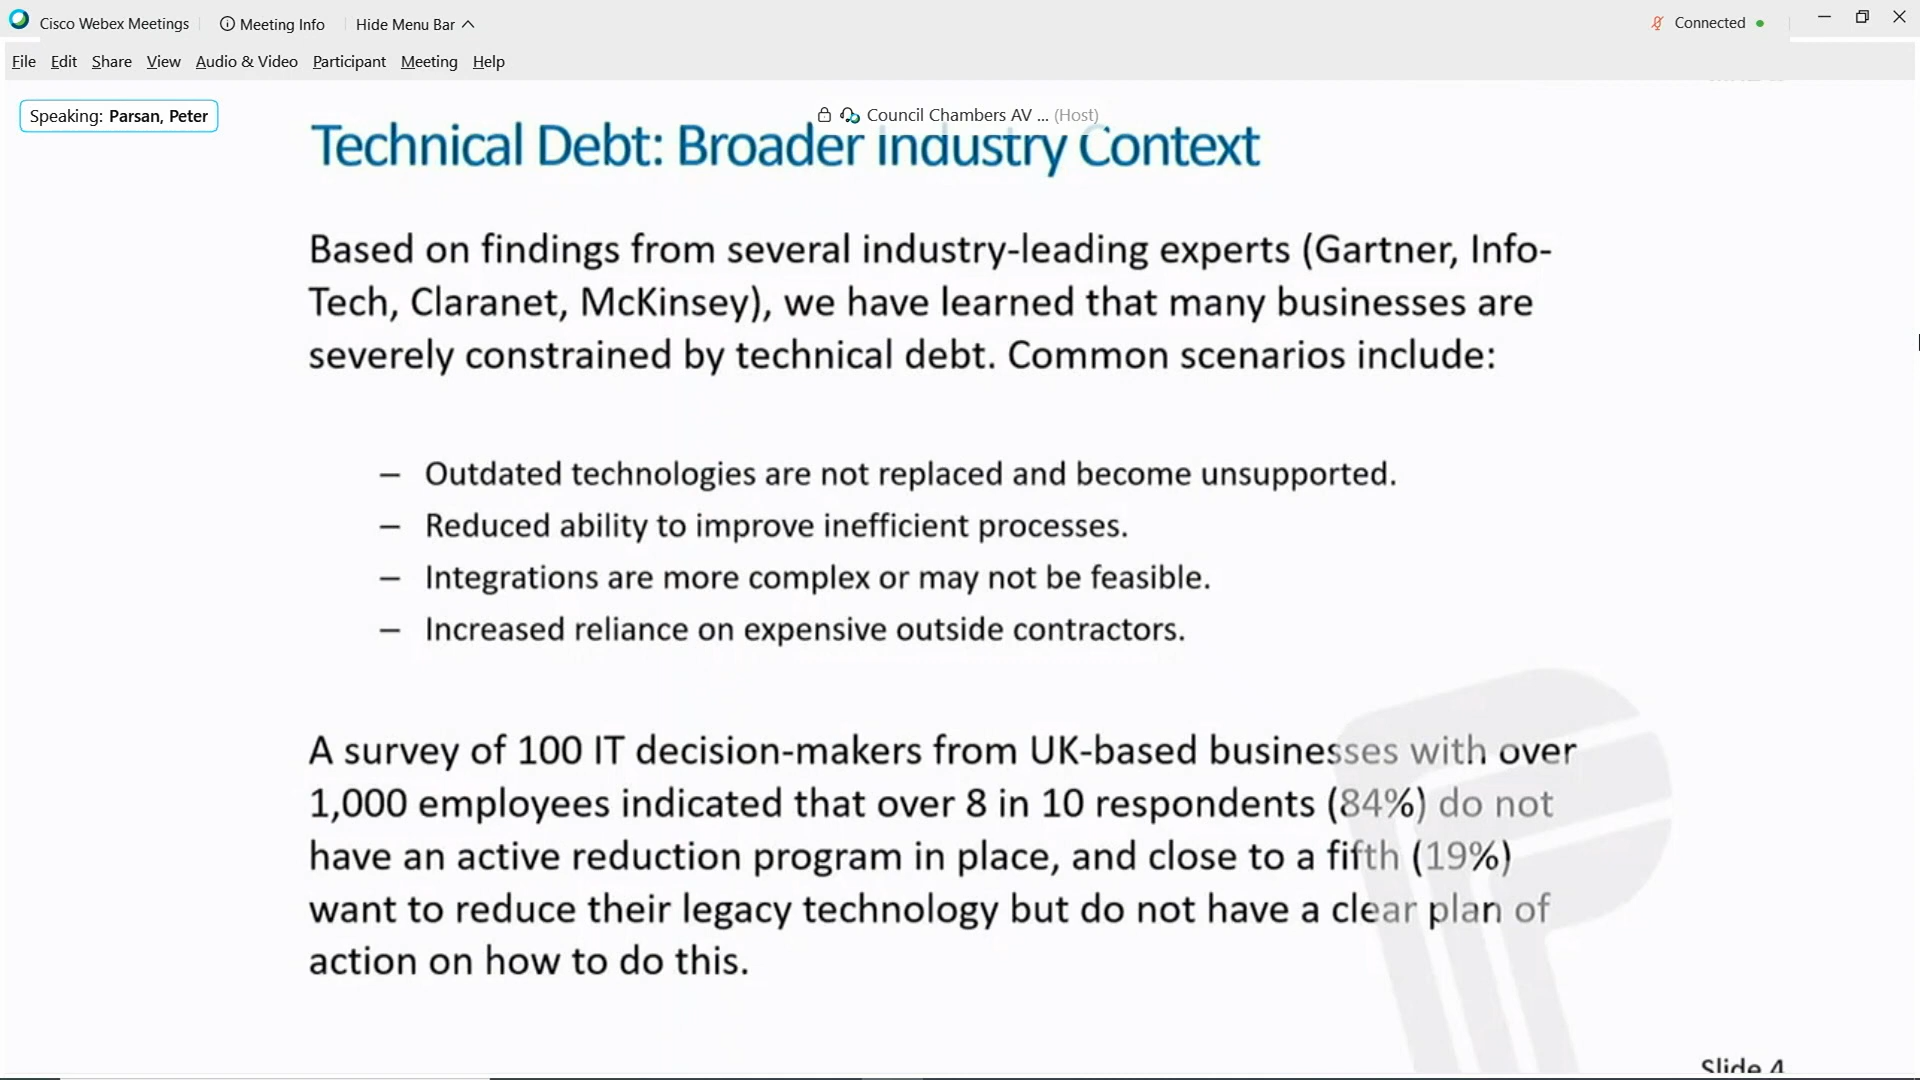 Cisco Webex Meetings Meeting Info Hide Menu Bar Connected
File Edit Share View Audio & Video Participant Meeting Help
Speaking: Parsan, Peter
Council Chambers AV ... (Host)
Technical Debt: Broader Industry Context
Based on findings from several industry-leading experts (Gartner, Info-
Tech, Claranet, McKinsey), we have learned that many businesses are
severely constrained by technical debt. Common scenarios include:
– Outdated technologies are not replaced and become unsupported.
– Reduced ability to improve inefficient processes.
– Integrations are more complex or may not be feasible.
– Increased reliance on expensive outside contractors.
A survey of 100 IT decision-makers from UK-based businesses with over
1,000 employees indicated that over 8 in 10 respondents (84%) do not
have an active reduction program in place, and close to a fifth (19%)
want to reduce their legacy technology but do not have a clear plan of
action on how to do this.
Slide 4